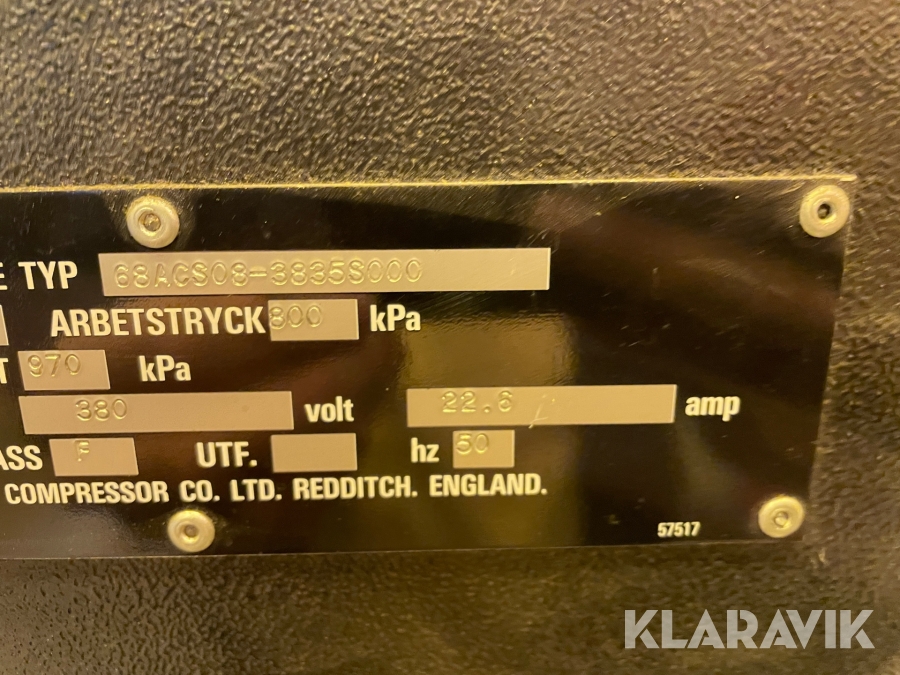 E TYP 68ACS08-3835S000
ARBETSTRYCK 800 kPa
T 970 kPa
380 volt 22.6 amp
ASS F UTF. hz 50
COMPRESSOR CO. LTD. REDDITCH. ENGLAND.
57517
KLARAVIK